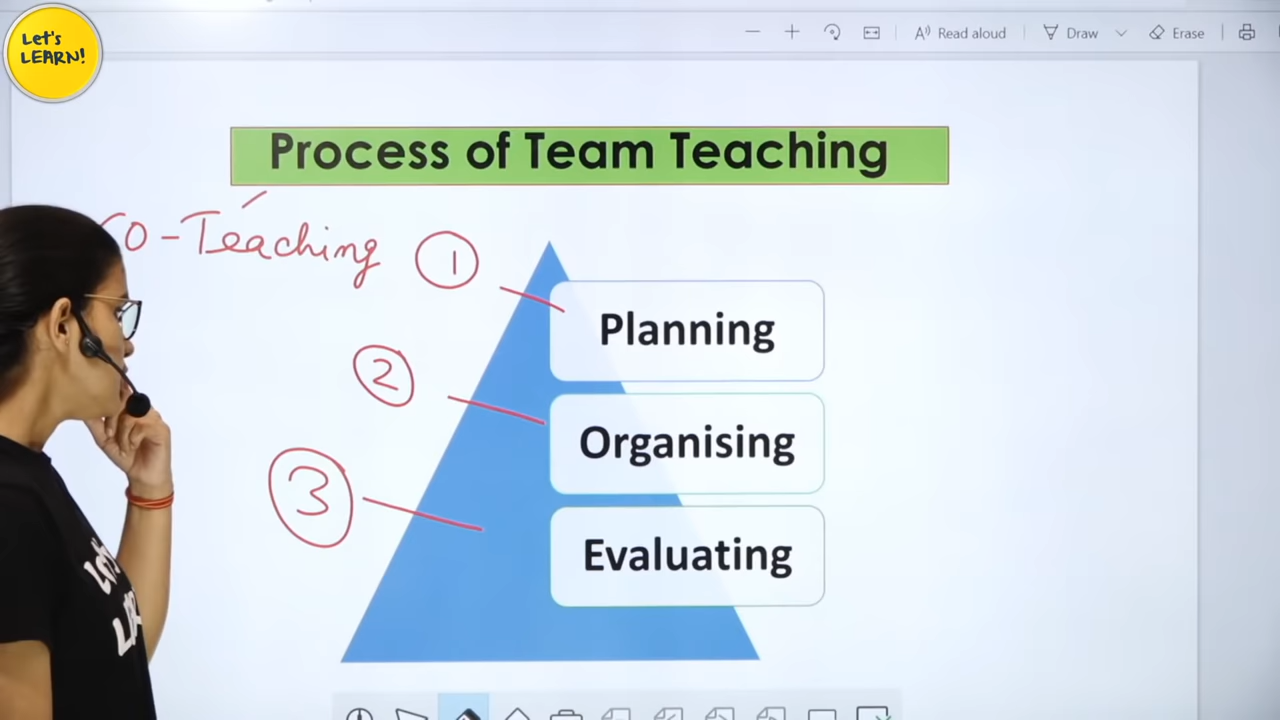 Let's
LEARN!
Read aloud
Draw
Erase
Process of Team Teaching
Co-Teaching
1
Planning
2
Organising
3
Evaluating